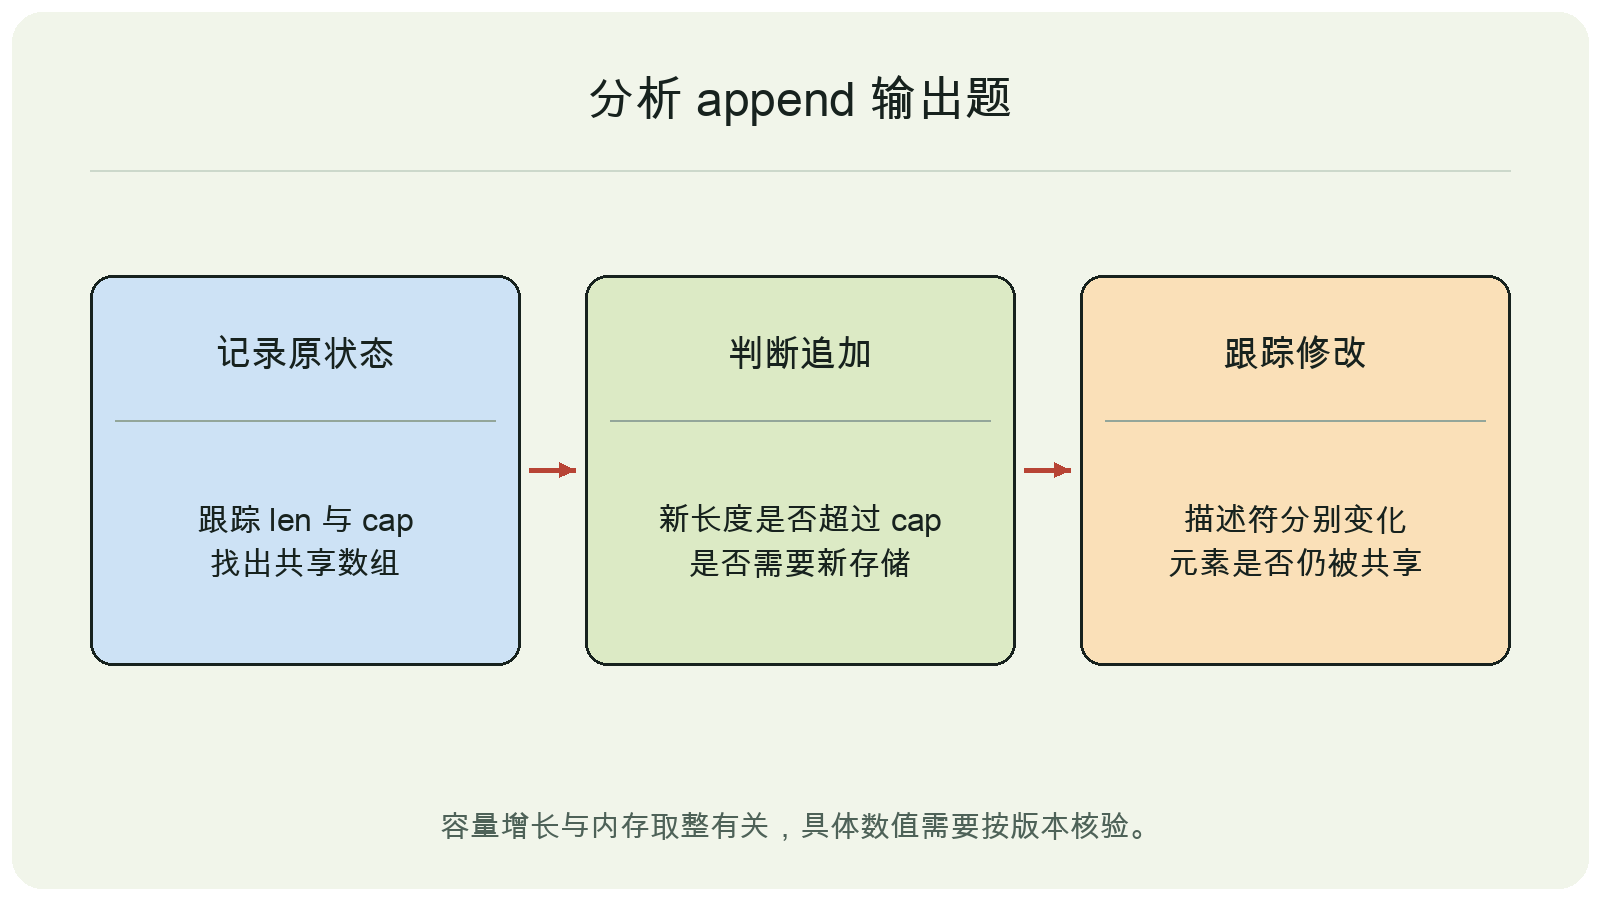 分析 append 输出题
记录原状态
跟踪 len 与 cap
找出共享数组
判断追加
新长度是否超过 cap
是否需要新存储
跟踪修改
描述符分别变化
元素是否仍被共享
容量增长与内存取整有关，具体数值需要按版本核验。